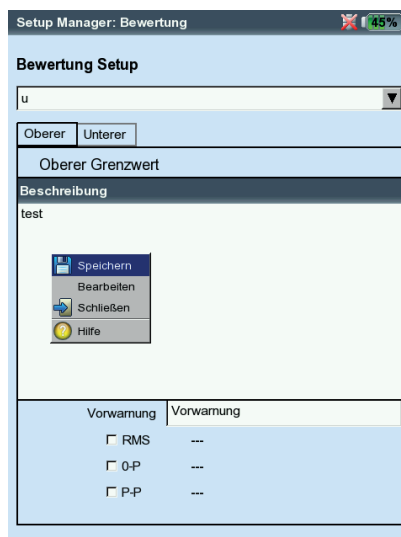 Setup Manager: Bewertung 45%
Bewertung Setup
u
Oberer Unterer
Oberer Grenzwert
Beschreibung
test
Speichern
Bearbeiten
Schließen
? Hilfe
Vorwarnung Vorwarnung
RMS ---
0-P ---
P-P ---